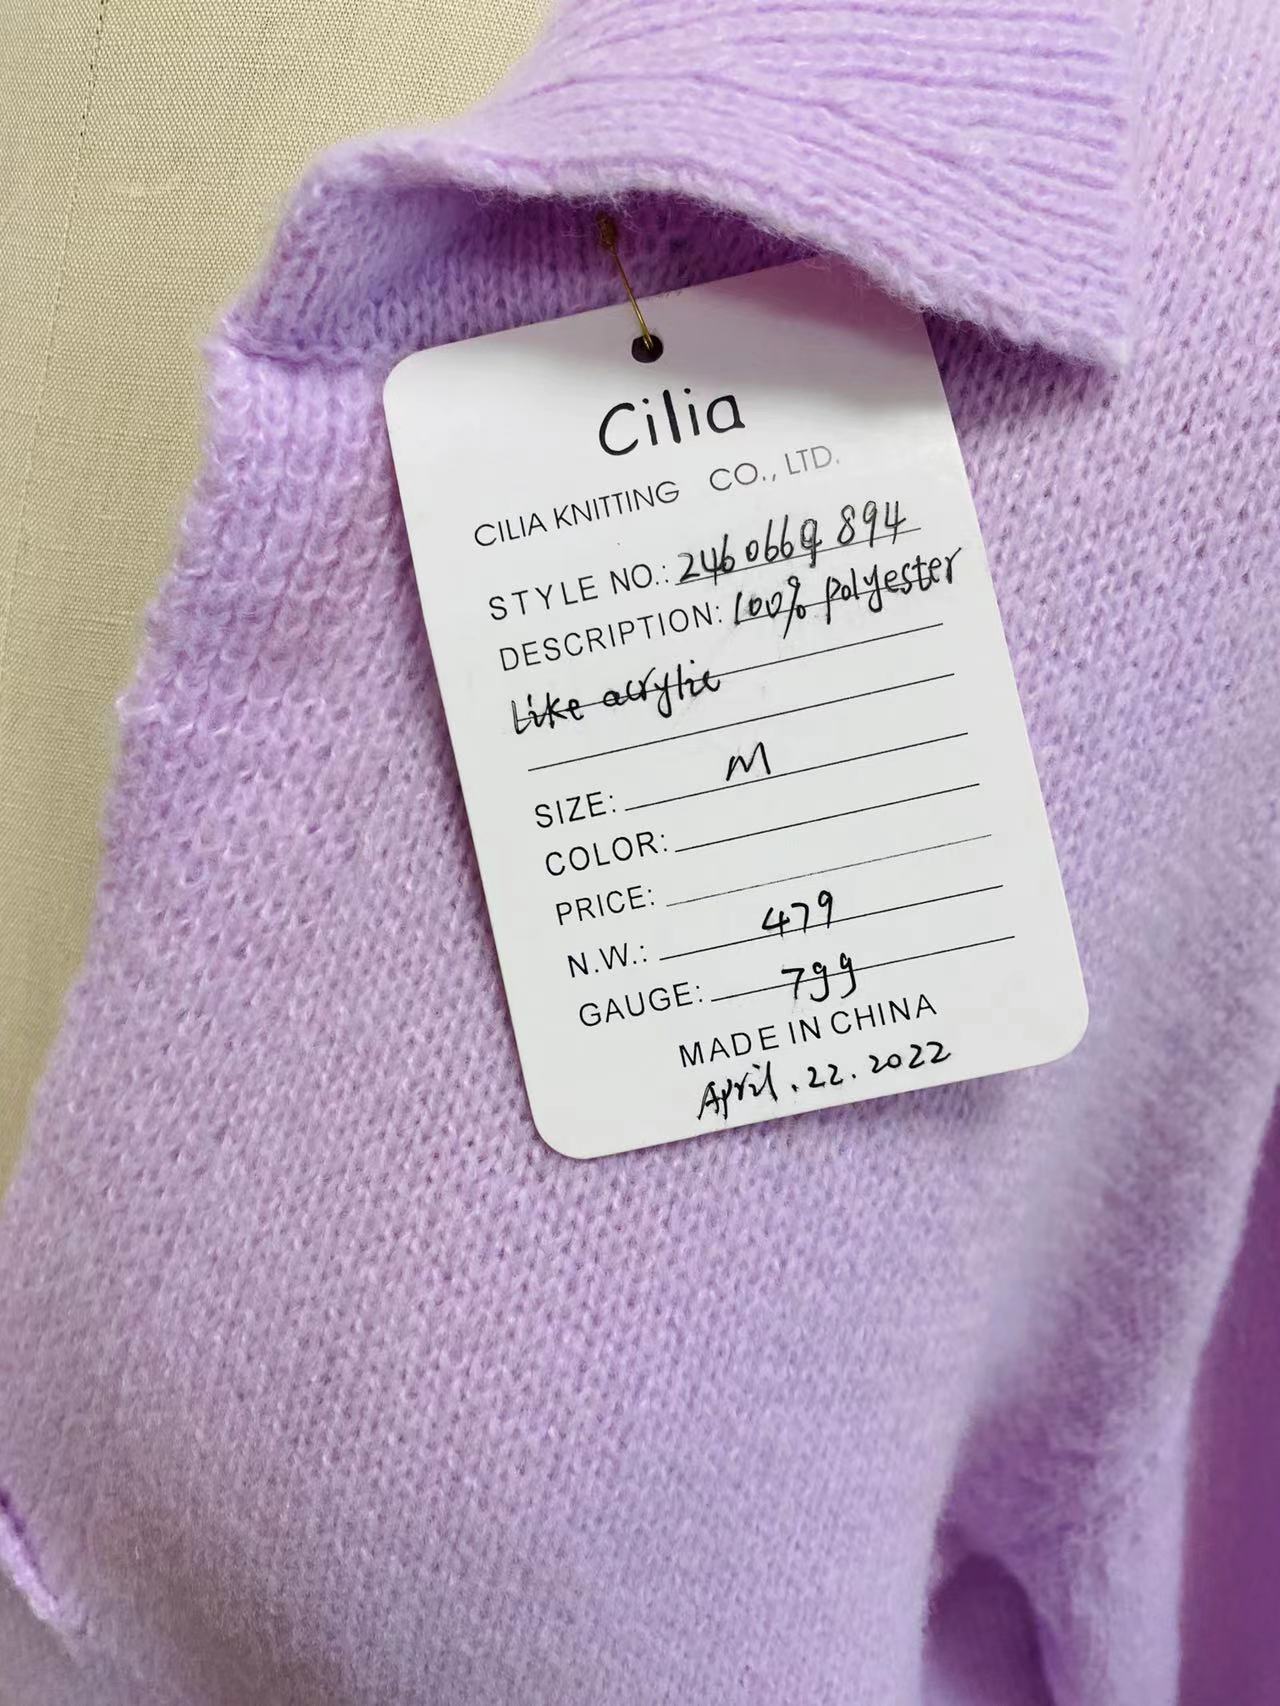 Cilia
CILIA KNITTING CO., LTD.
STYLE NO.: 2460669 894
DESCRIPTION: 100% polyester
Like acrylic
SIZE: M
COLOR:
PRICE:
N.W.: 479
GAUGE: 7gg
MADE IN CHINA
April.22.2022